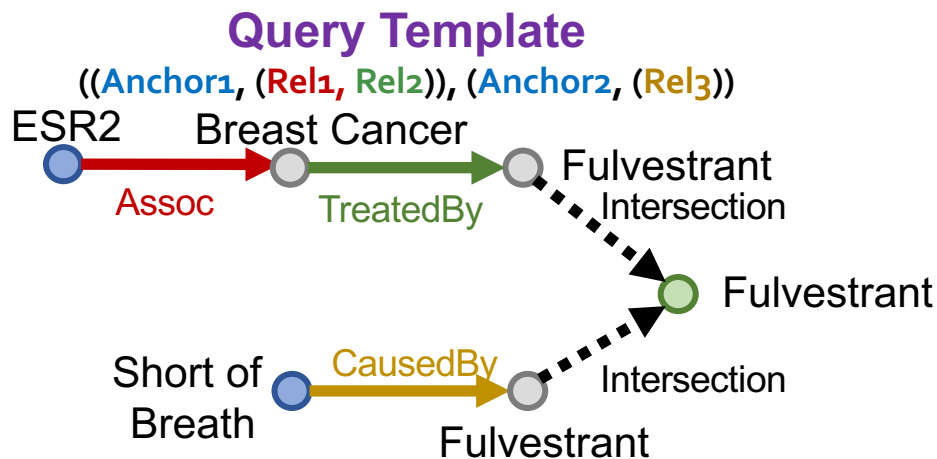 Query Template
((Anchor1, (Rel1, Rel2)), (Anchor2, (Rel3))
ESR2
Breast Cancer
Fulvestrant
Assoc
TreatedBy
Intersection
Fulvestrant
Short of
Breath
CausedBy
Intersection
Fulvestrant